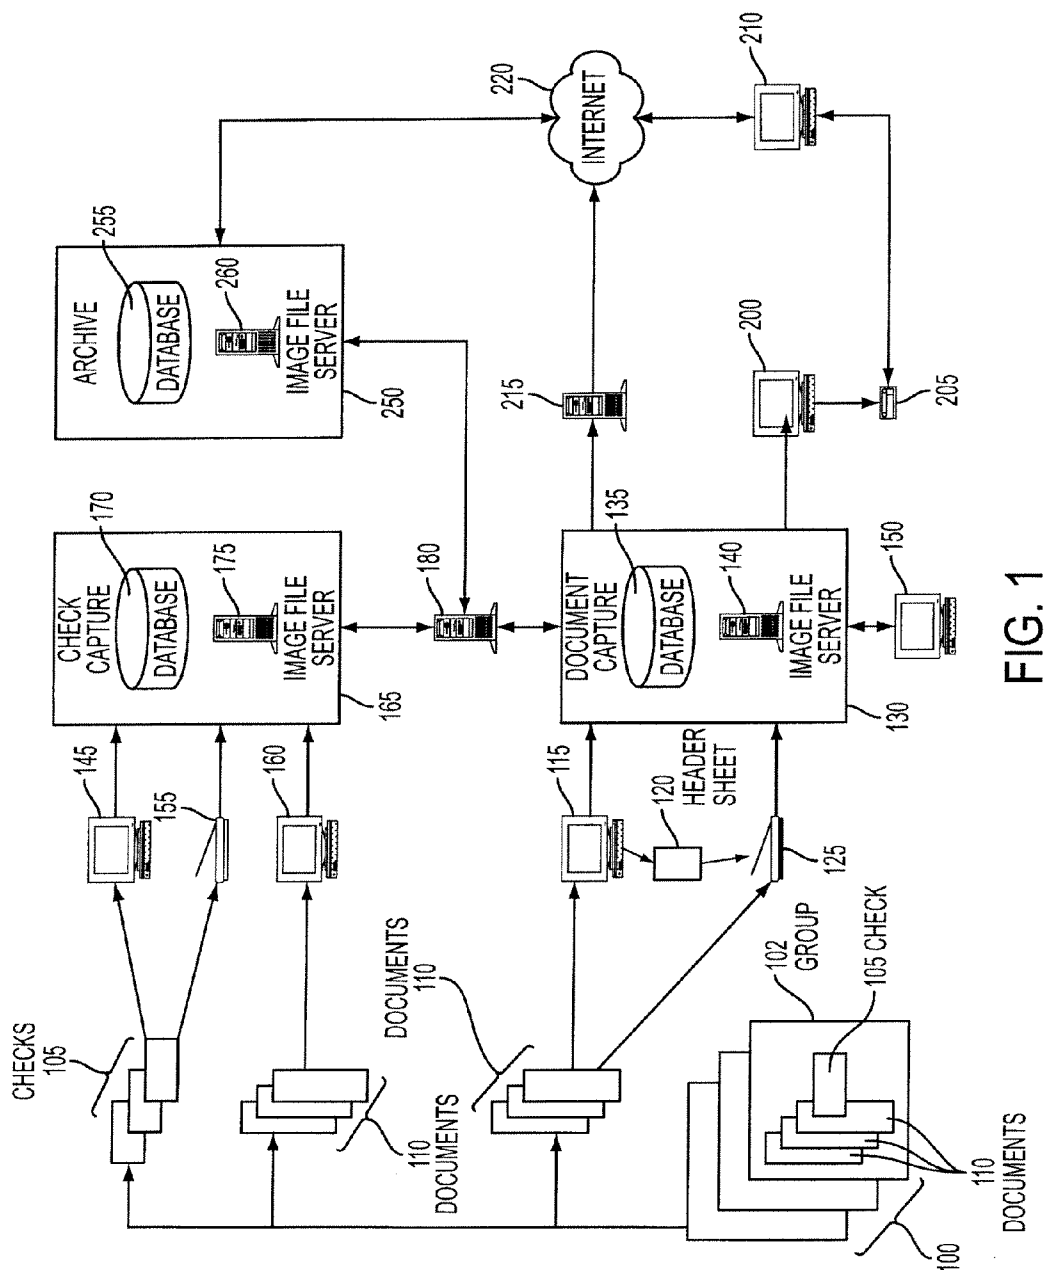 CHECKS
105
110
DOCUMENTS
DOCUMENTS
110
102
GROUP
105 CHECK
110
DOCUMENTS
100
145
155
160
115
120
HEADER
SHEET
125
CHECK
CAPTURE
170
DATABASE
175
IMAGE FILE
SERVER
165
180
DOCUMENT
CAPTURE
135
DATABASE
140
IMAGE FILE
SERVER
130
150
ARCHIVE
255
DATABASE
260
IMAGE FILE
SERVER
250
215
200
205
220
INTERNET
210
FIG. 1